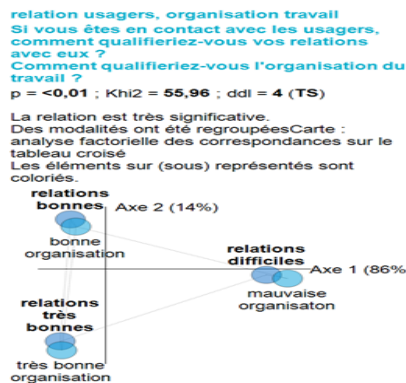 relation usagers, organisation travail
Si vous êtes en contact avec les usagers,
comment qualifieriez-vous vos relations
avec eux ?
Comment qualifieriez-vous l'organisation du
travail ?
p = <0,01 ; Khi2 = 55,96 ; ddl = 4 (TS)
La relation est très significative.
Des modalités ont été regroupéesCarte :
analyse factorielle des correspondances sur le
tableau croisé
Les éléments sur (sous) représentés sont
coloriés.
relations
bonnes
Axe 2 (14%)
bonne
organisation
relations
difficiles
Axe 1 (86%
mauvaise
organisaton
relations
très
bonnes
très bonne
organisation